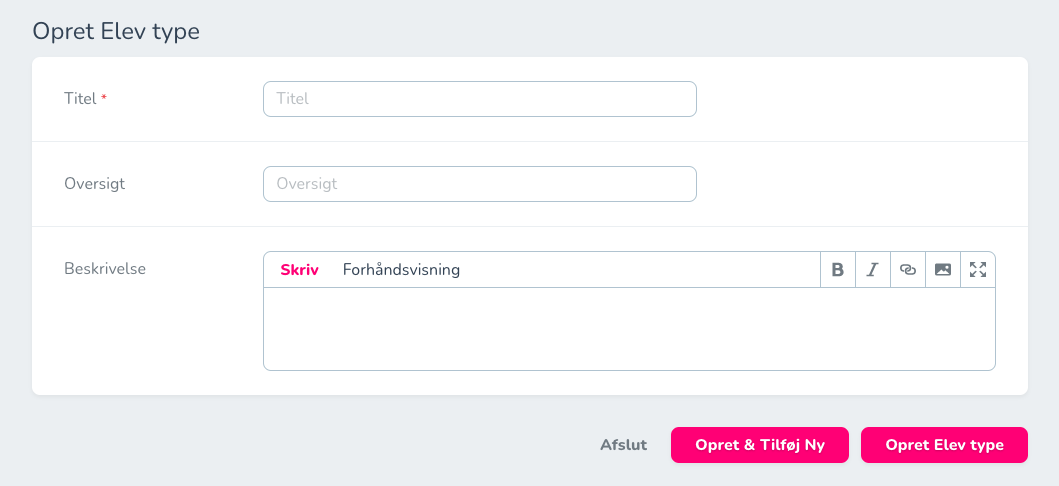 Opret Elev type
Titel *
Titel
Oversigt
Oversigt
Beskrivelse
Skriv Forhåndsvisning B I
Afslut Opret & Tilføj Ny Opret Elev type